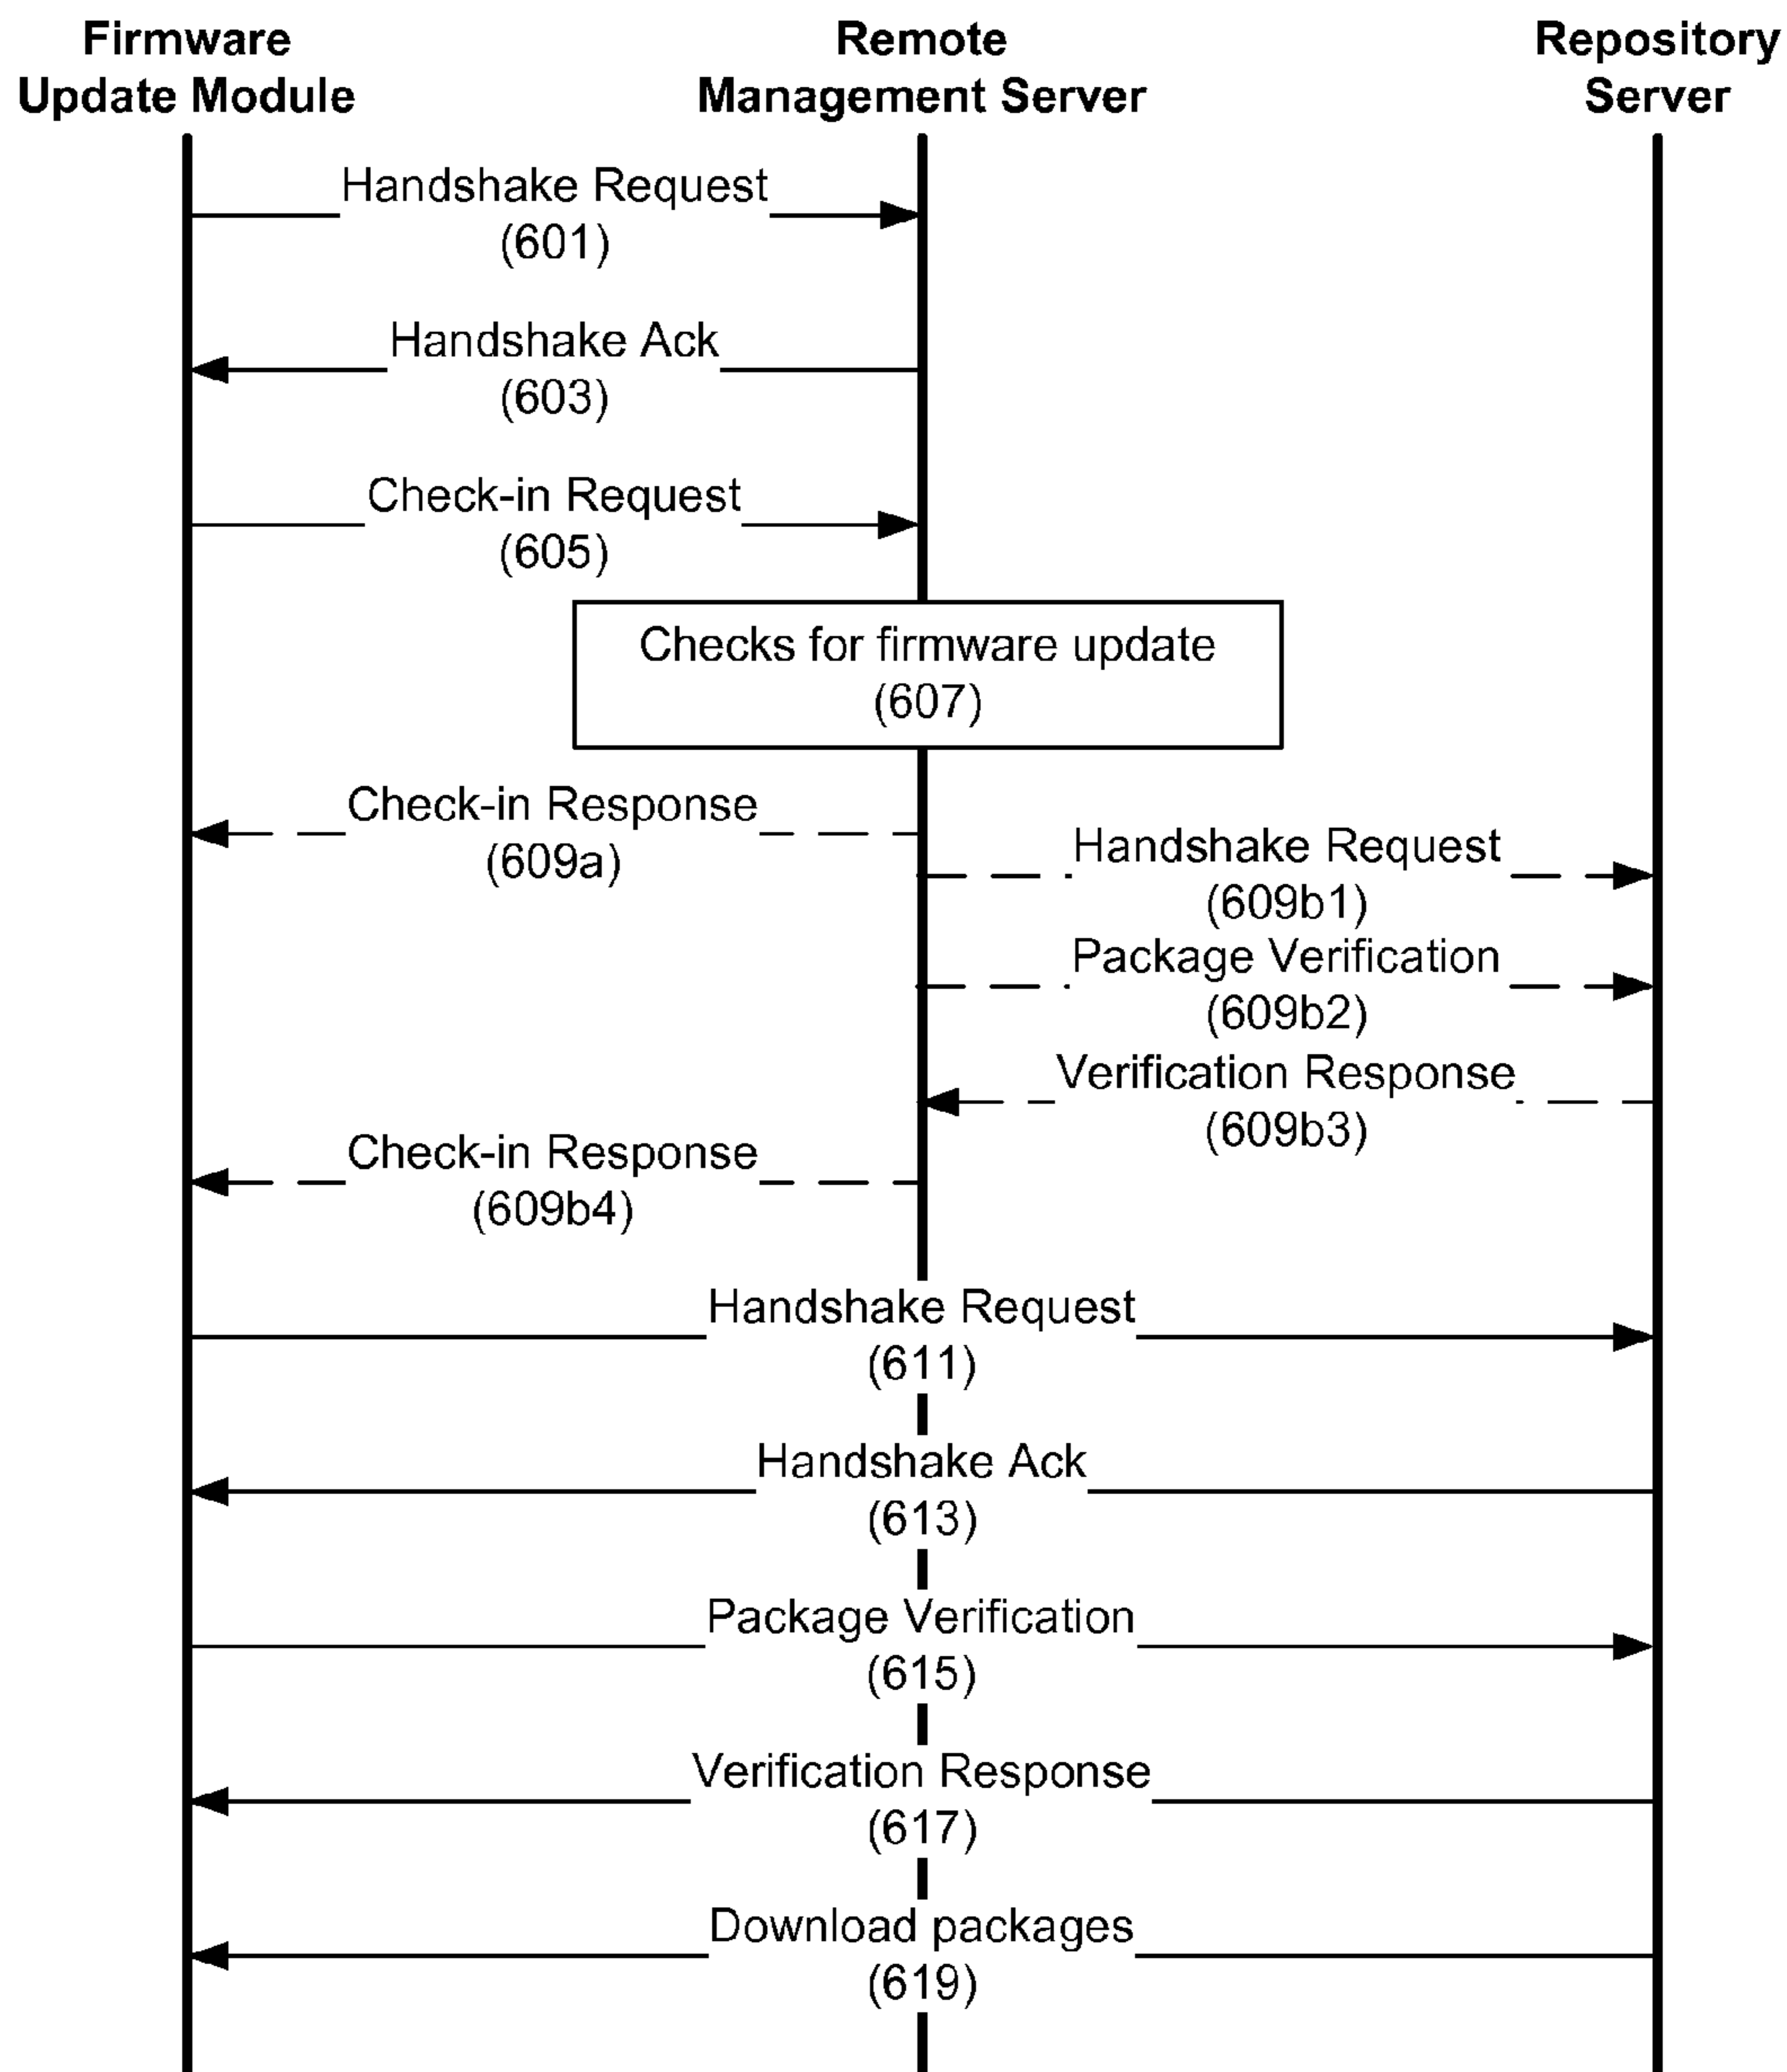 Firmware
Update Module
Remote
Management Server
Repository
Server
Handshake Request
(601)
Handshake Ack
(603)
Check-in Request
(605)
Checks for firmware update
(607)
Check-in Response
(609a)
Handshake Request
(609b1)
Package Verification
(609b2)
Verification Response
(609b3)
Check-in Response
(609b4)
Handshake Request
(611)
Handshake Ack
(613)
Package Verification
(615)
Verification Response
(617)
Download packages
(619)